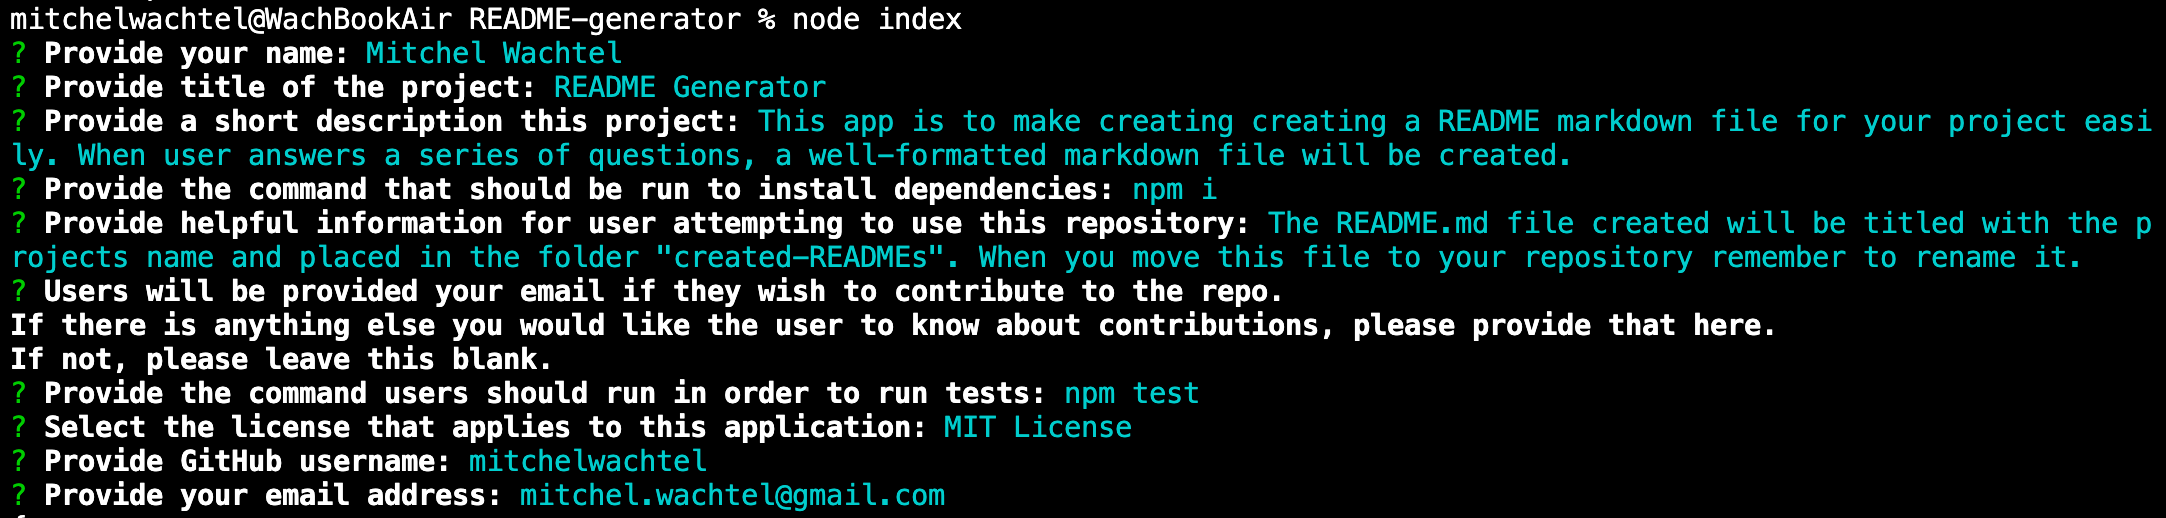 mitchelwachtel@WachBookAir README-generator % node index
? Provide your name: Mitchel Wachtel
? Provide title of the project: README Generator
? Provide a short description this project: This app is to make creating creating a README markdown file for your project easi
ly. When user answers a series of questions, a well-formatted markdown file will be created.
? Provide the command that should be run to install dependencies: npm i
? Provide helpful information for user attempting to use this repository: The README.md file created will be titled with the p
rojects name and placed in the folder "created-READMEs". When you move this file to your repository remember to rename it.
? Users will be provided your email if they wish to contribute to the repo.
If there is anything else you would like the user to know about contributions, please provide that here.
If not, please leave this blank.
? Provide the command users should run in order to run tests: npm test
? Select the license that applies to this application: MIT License
? Provide GitHub username: mitchelwachtel
? Provide your email address: mitchel.wachtel@gmail.com